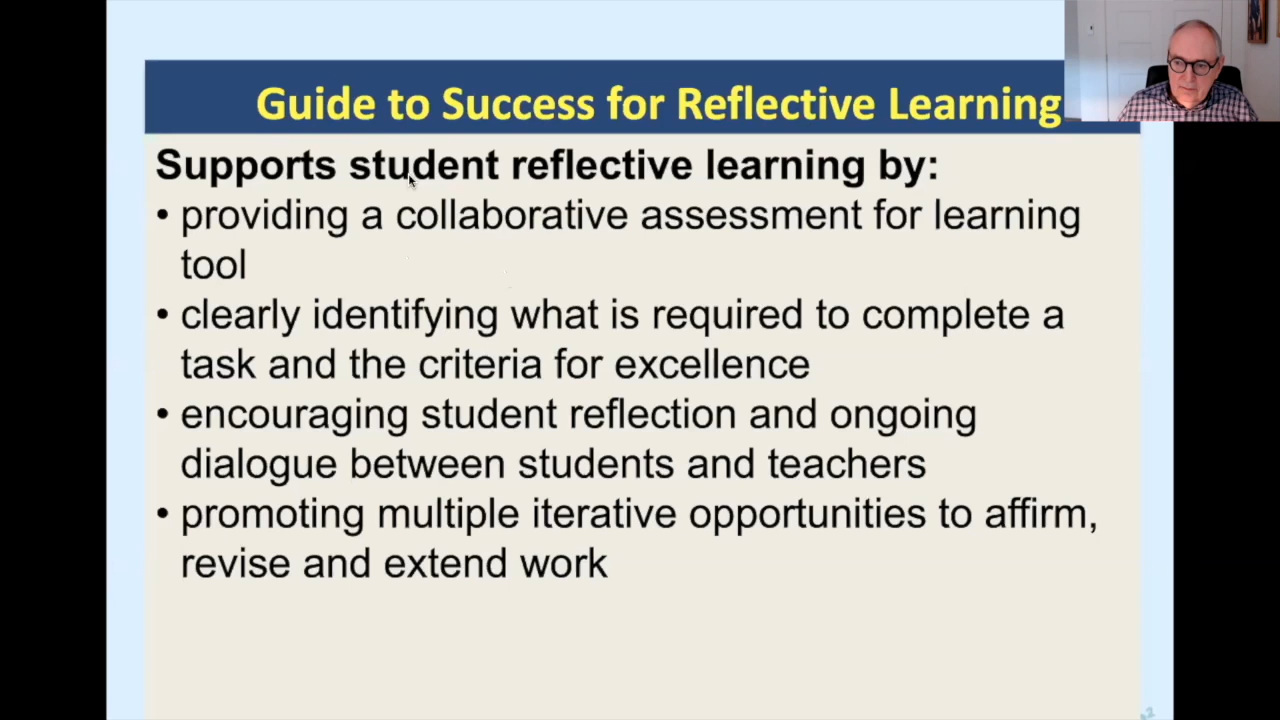 Guide to Success for Reflective Learning
Supports student reflective learning by:
• providing a collaborative assessment for learning
tool
• clearly identifying what is required to complete a
task and the criteria for excellence
• encouraging student reflection and ongoing
dialogue between students and teachers
• promoting multiple iterative opportunities to affirm,
revise and extend work